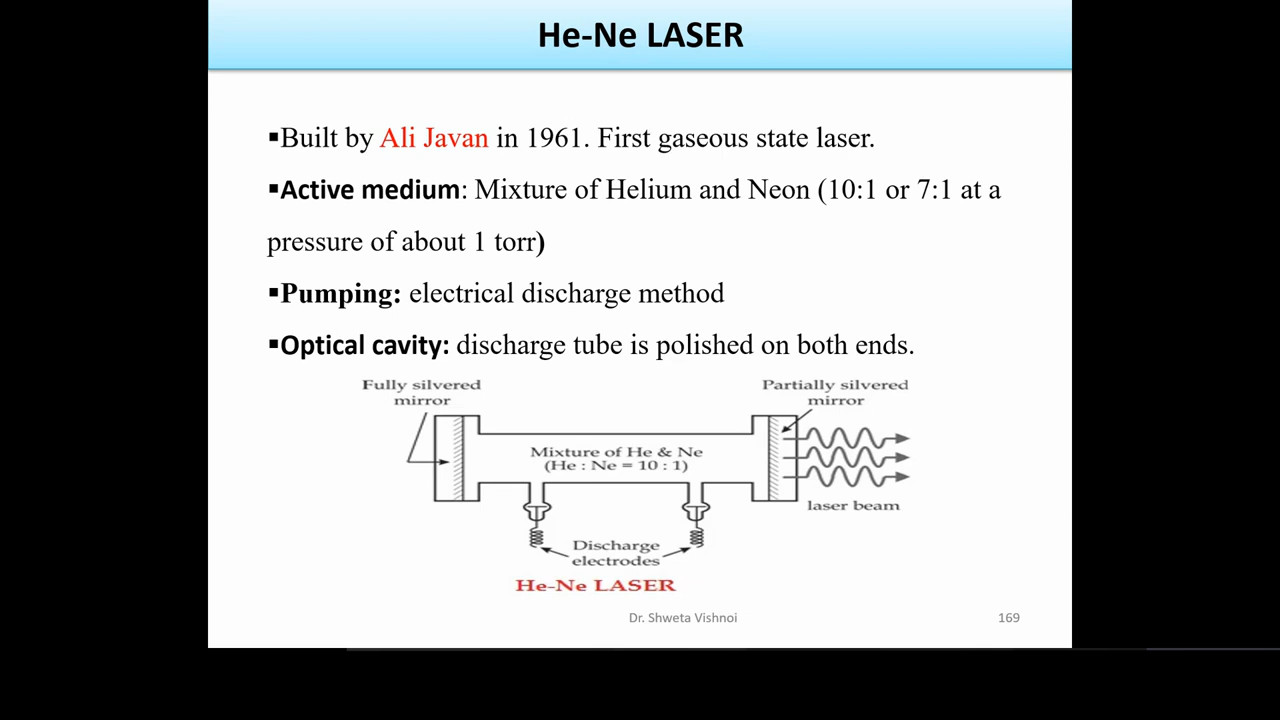 He-Ne LASER
▪Built by Ali Javan in 1961. First gaseous state laser.
▪Active medium: Mixture of Helium and Neon (10:1 or 7:1 at a
pressure of about 1 torr)
▪Pumping: electrical discharge method
▪Optical cavity: discharge tube is polished on both ends.
Fully silvered
mirror
Partially silvered
mirror
Mixture of He & Ne
(He : Ne = 10 : 1)
laser beam
Discharge
electrodes
He-Ne LASER
Dr. Shweta Vishnoi
169